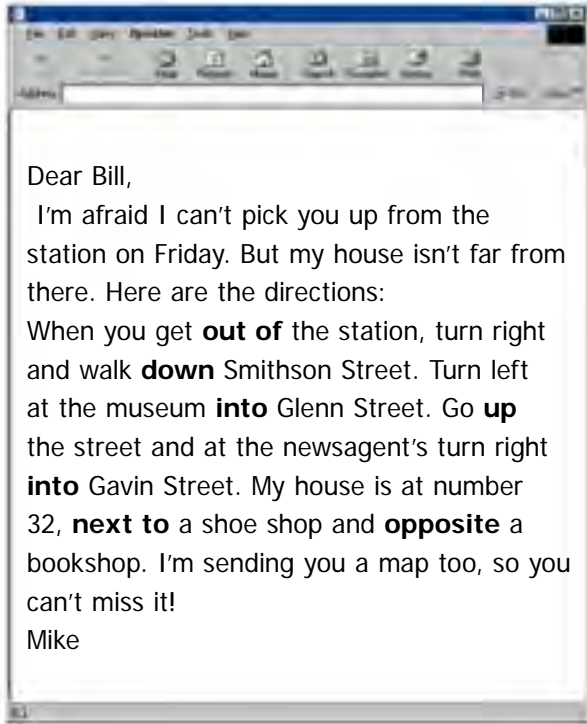 Dear Bill,
I'm afraid I can't pick you up from the
station on Friday. But my house isn't far from
there. Here are the directions:
When you get out of the station, turn right
and walk down Smithson Street. Turn left
at the museum into Glenn Street. Go up
the street and at the newsagent's turn right
into Gavin Street. My house is at number
32, next to a shoe shop and opposite a
bookshop. I'm sending you a map too, so you
can't miss it!
Mike